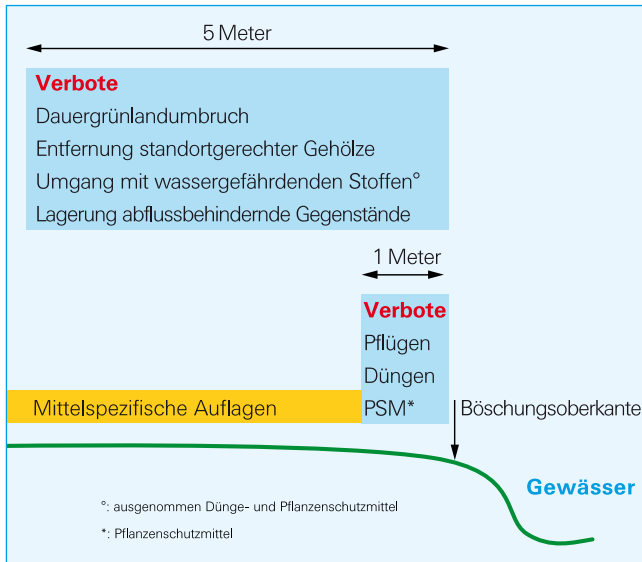 5 Meter
Verbote
Dauergrünlandumbruch
Entfernung standortgerechter Gehölze
Umgang mit wassergefährdenden Stoffen°
Lagerung abflussbehindernde Gegenstände
1 Meter
Verbote
Pflügen
Düngen
Mittelspezifische Auflagen
PSM*
Böschungsoberkante
Gewässer
°: ausgenommen Dünge- und Pflanzenschutzmittel
*: Pflanzenschutzmittel